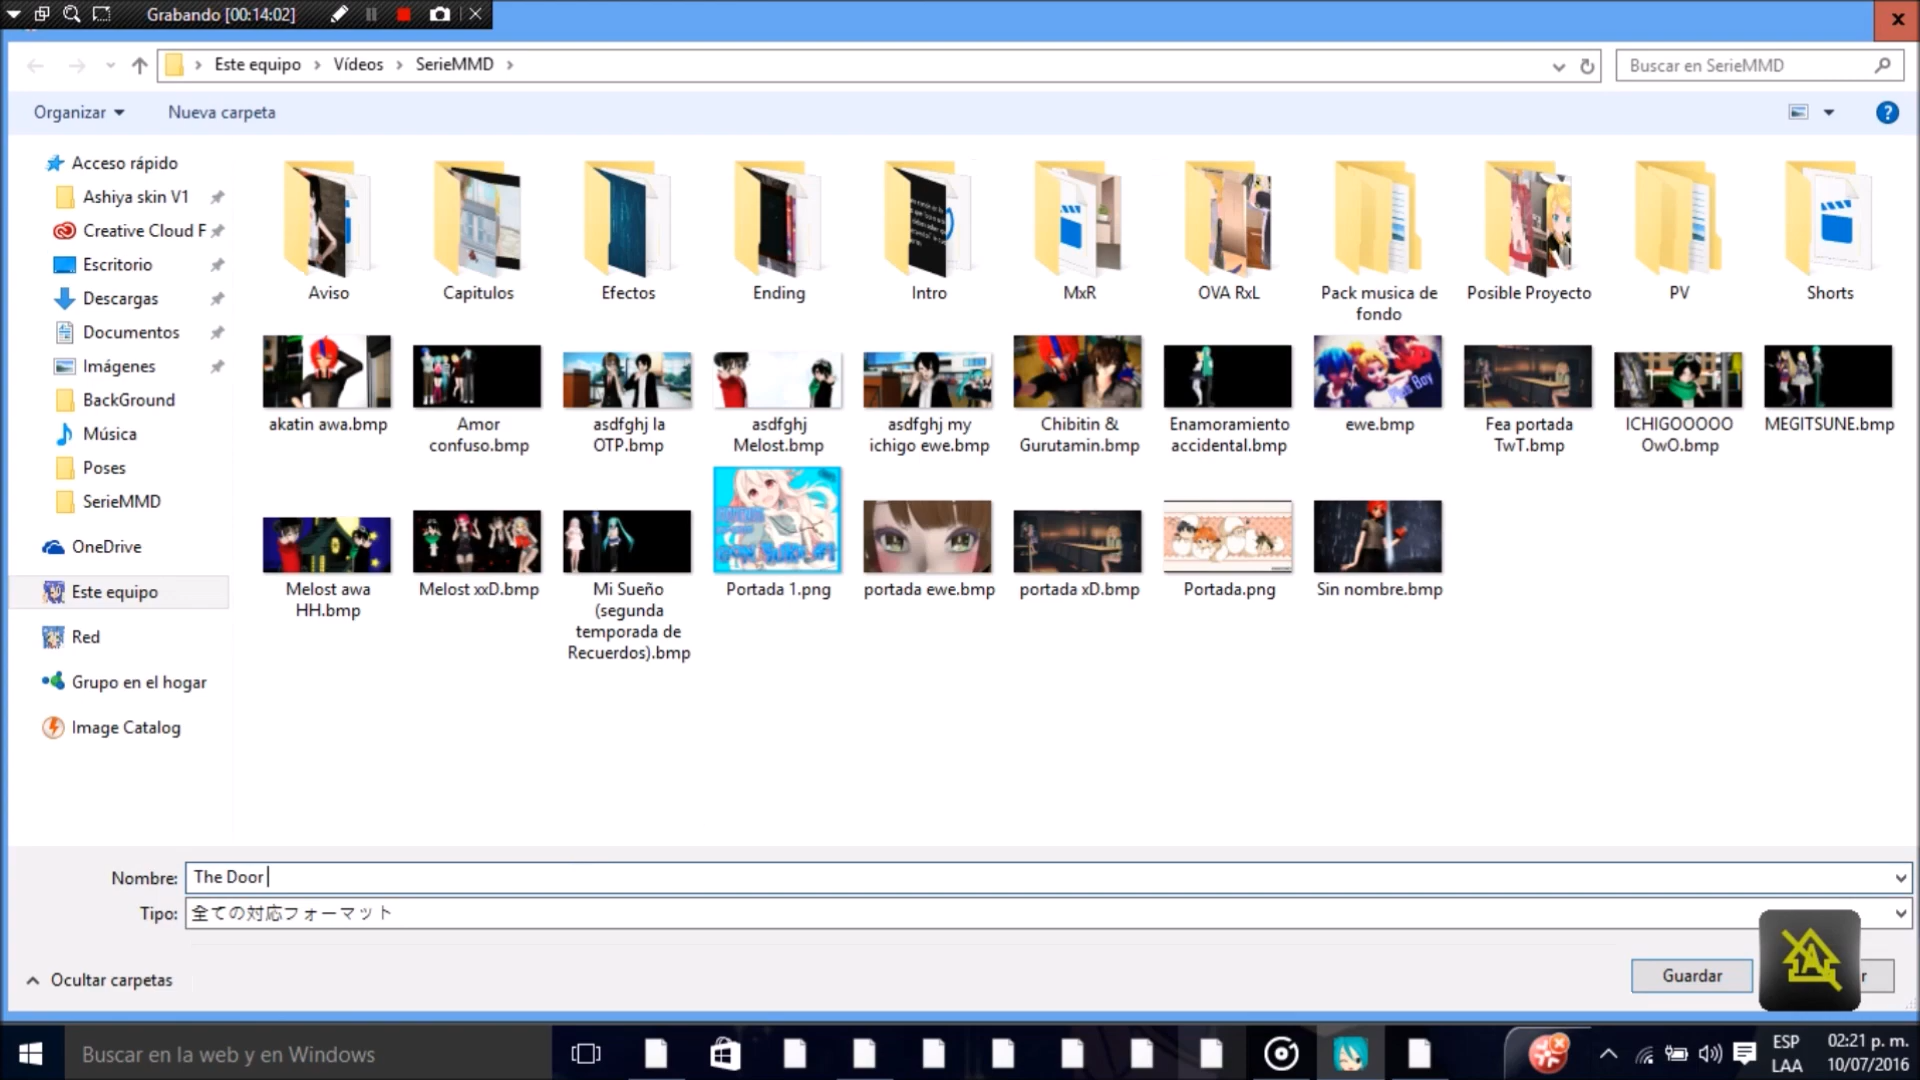 Grabando [00:14:02]
Este equipo > Vídeos > SerieMMD >
Buscar en SerieMMD
Organizar
Nueva carpeta
Acceso rápido
Ashiya skin V1
Creative Cloud F
Escritorio
Descargas
Documentos
Imágenes
BackGround
Música
Poses
SerieMMD
OneDrive
Este equipo
Red
Grupo en el hogar
Image Catalog
Aviso
Capitulos
Efectos
Ending
Intro
MxR
OVA RxL
Pack musica de
fondo
Posible Proyecto
PV
Shorts
akatin awa.bmp
Amor
confuso.bmp
asdfghj la
OTP.bmp
asdfghj
Melost.bmp
asdfghj my
ichigo ewe.bmp
Chibitin &
Gurutamin.bmp
Enamoramiento
accidental.bmp
ewe.bmp
Fea portada
TwT.bmp
ICHIGOOOOO
OwO.bmp
MEGITSUNE.bmp
Melost awa
HH.bmp
Melost xxD.bmp
Mi Sueño
(segunda
temporada de
Recuerdos).bmp
Portada 1.png
portada ewe.bmp
portada xD.bmp
Portada.png
Sin nombre.bmp
Nombre: The Door
Tipo: 全ての対応フォーマット
Ocultar carpetas
Guardar
r
Buscar en la web y en Windows
ESP
LAA
02:21 p. m.
10/07/2016